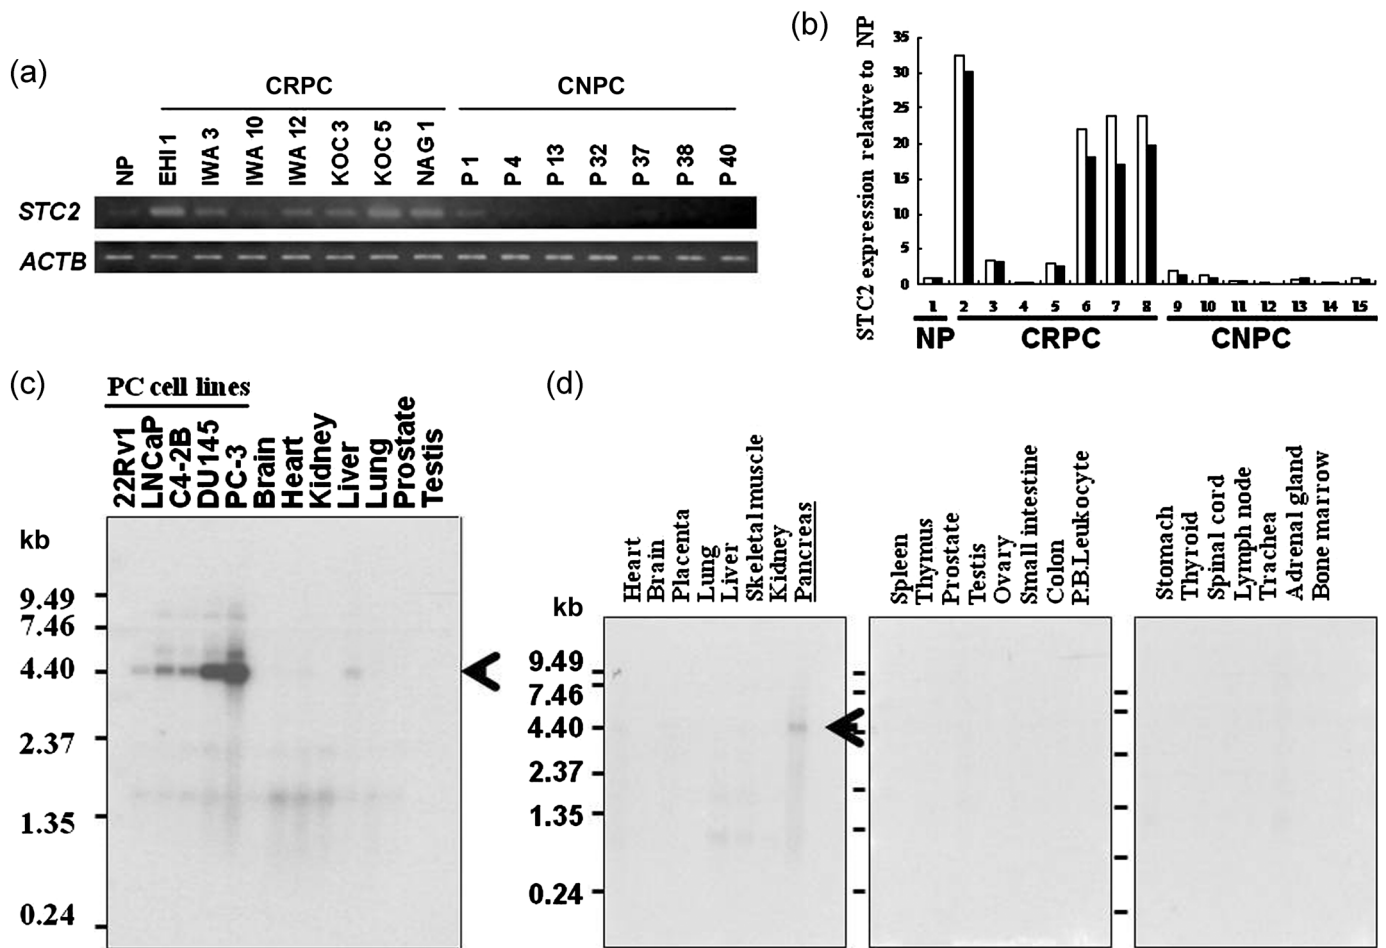 (a)
CRPC
CNPC
NP
EHI 1
IWA 3
IWA 10
IWA 12
KOC 3
KOC 5
NAG 1
P 1
P 4
P 13
P 32
P 37
P 38
P 40
STC2
ACTB
(b)
STC2 expression relative to NP
35
30
25
20
15
10
5
0
1 2 3 4 5 6 7 8 9 10 11 12 13 14 15
NP CRPC CNPC
(c)
PC cell lines
22Rv1
LNCaP
C4-2B
DU145
PC-3
Brain
Heart
Kidney
Liver
Lung
Prostate
Testis
kb
9.49
7.46
4.40
2.37
1.35
0.24
(d)
Heart
Brain
Placenta
Lung
Liver
Skeletal muscle
Kidney
Pancreas
Spleen
Thymus
Prostate
Testis
Ovary
Small intestine
Colon
P.B.Leukocyte
Stomach
Thyroid
Spinal cord
Lymph node
Trachea
Adrenal gland
Bone marrow
kb
9.49
7.46
4.40
2.37
1.35
0.24